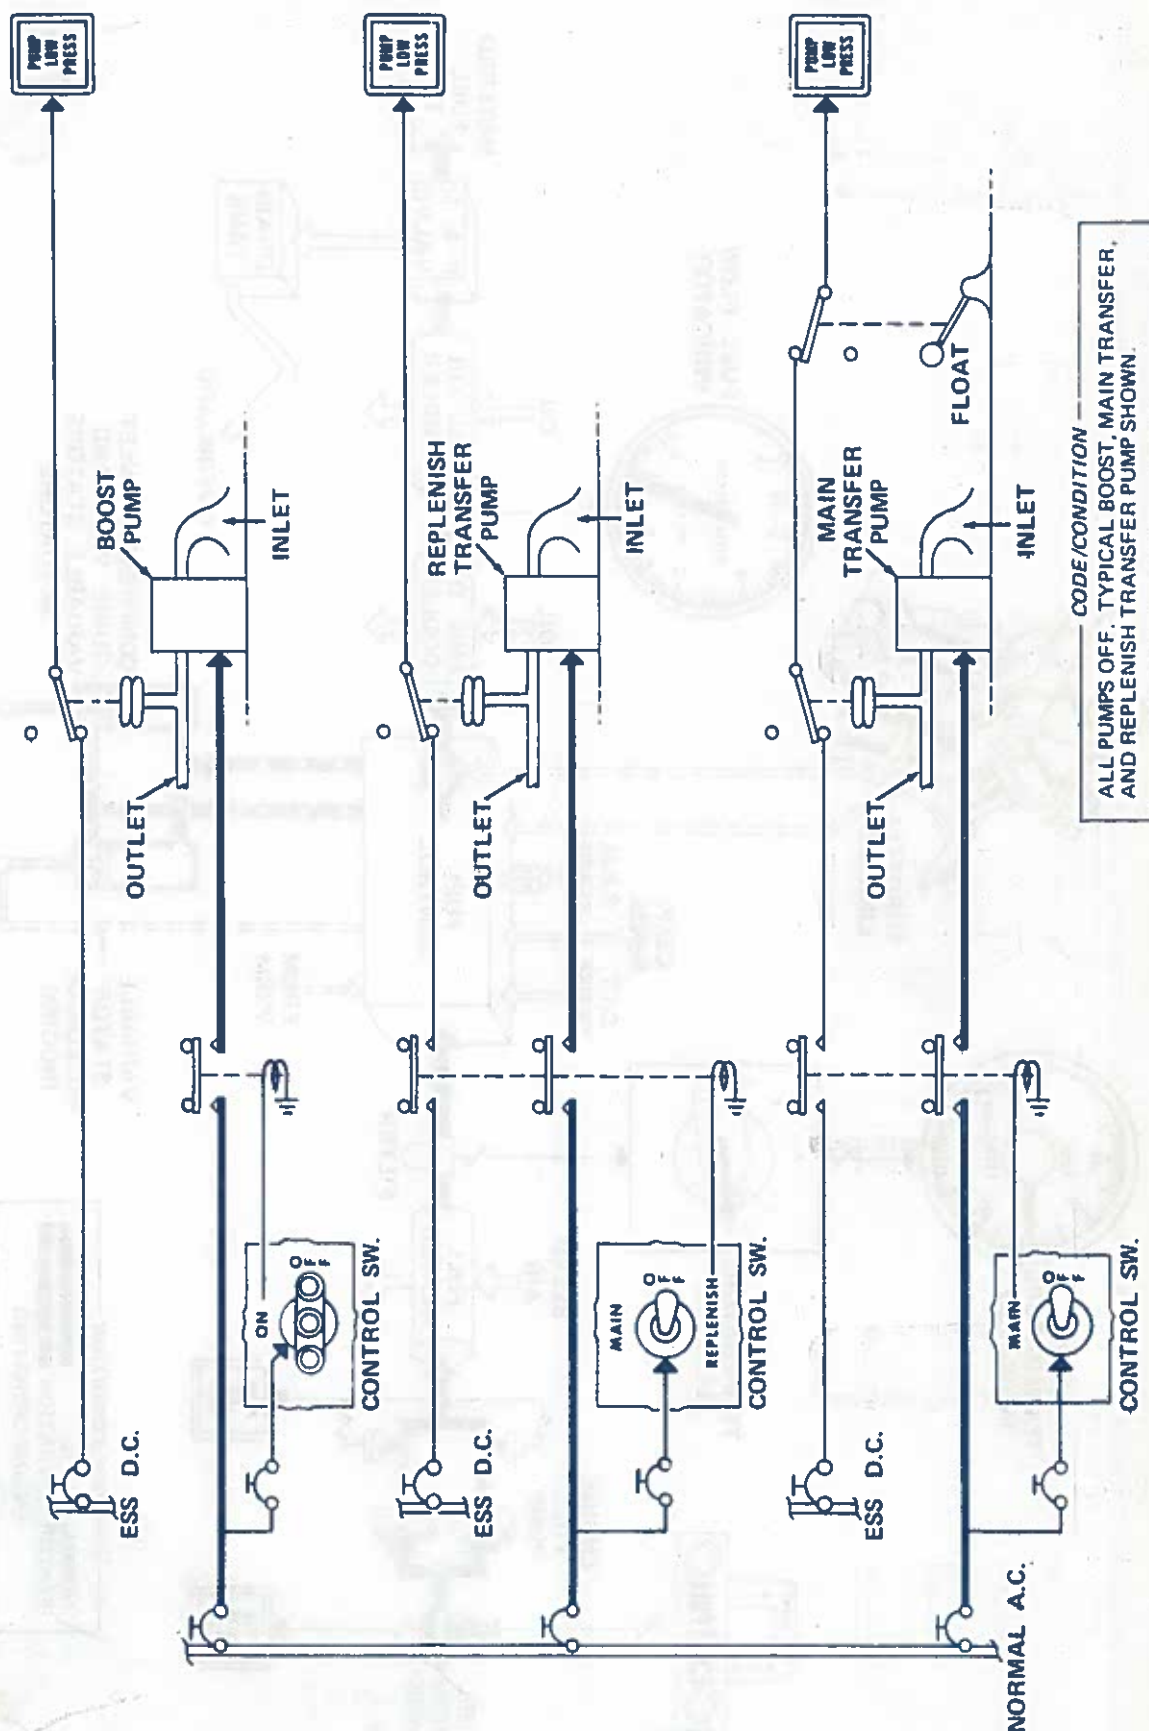 PUMP
LOW
PRESS
BOOST
PUMP
INLET
OUTLET
ON
OFF
CONTROL SW.
ESS D.C.
PUMP
LOW
PRESS
REPLENISH
TRANSFER
PUMP
INLET
OUTLET
MAIN
OFF
REPLENISH
CONTROL SW.
ESS D.C.
PUMP
LOW
PRESS
FLOAT
MAIN
TRANSFER
PUMP
INLET
OUTLET
MAIN
OFF
CONTROL SW.
ESS D.C.
NORMAL A.C.
CODE/CONDITION
ALL PUMPS OFF. TYPICAL BOOST, MAIN TRANSFER,
AND REPLENISH TRANSFER PUMP SHOWN.